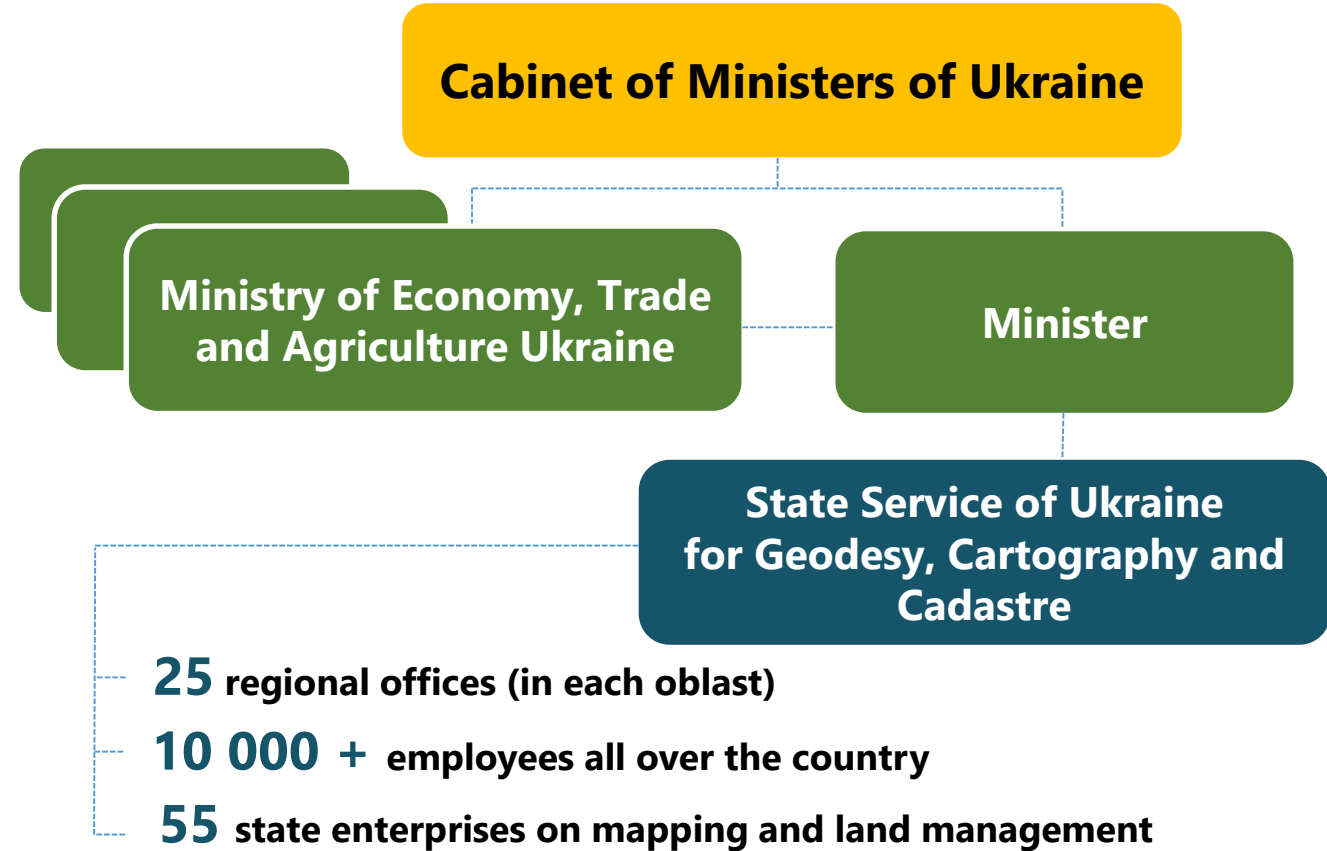 Cabinet of Ministers of Ukraine
Ministry of Economy, Trade
and Agriculture Ukraine
Minister
State Service of Ukraine
for Geodesy, Cartography and
Cadastre
25 regional offices (in each oblast)
10 000 + employees all over the country
55 state enterprises on mapping and land management